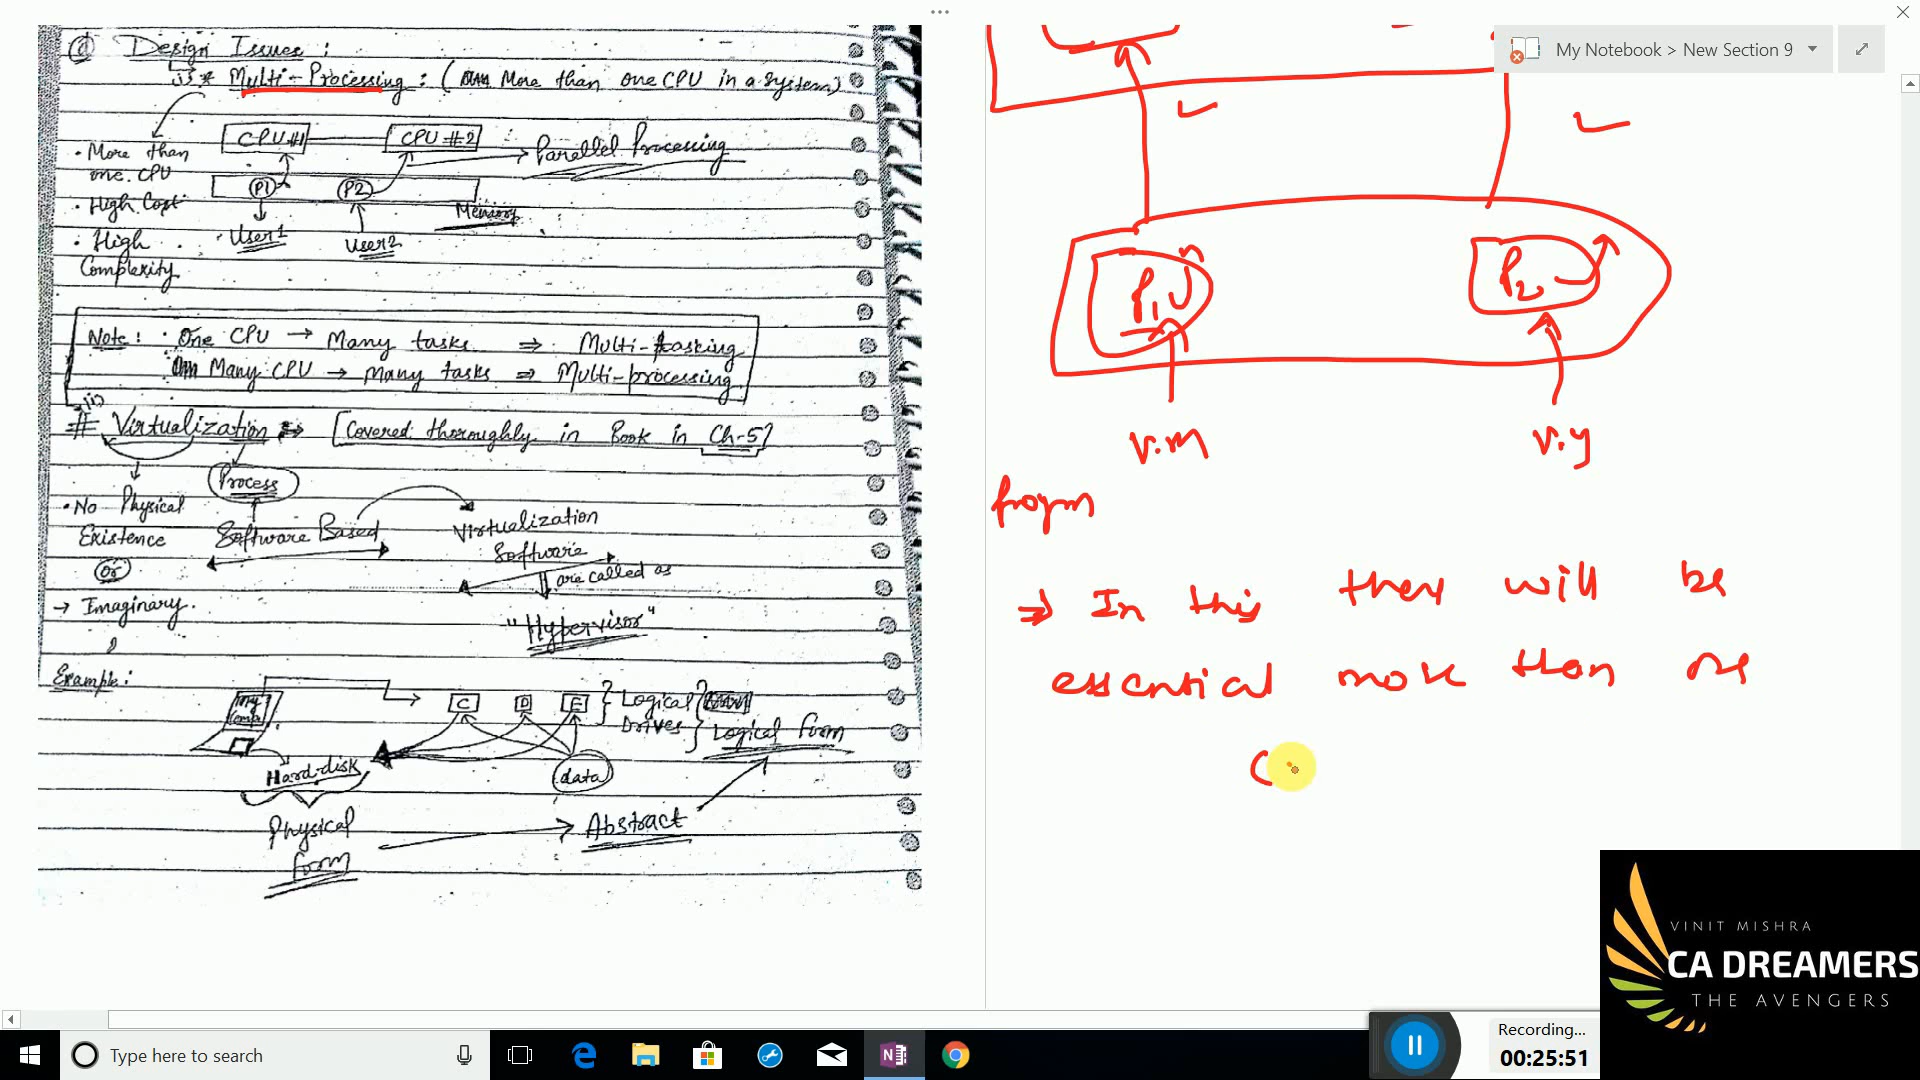 My Notebook > New Section 9
(d) Design Issues :
Multi-Processing : ( More than one CPU in a System)
CPU #1
CPU #2
Parallel Processing
• More than
one CPU
P1
P2
Memory
• High Cost
User 1
User 2
• High
Complexity
Note : • One CPU → Many tasks ⇒ Multi-tasking
Many CPU → many tasks ⇒ Multi-processing
(ii)
# Virtualization ⇒ [Covered thoroughly in Book in Ch-5]
Process
• No Physical
Existence
Software Based
Virtualization
Software
(or)
are called as
→ Imaginary.
"Hypervisor"
Example :
My
Comp
C
D
E
Logical
Drives
Logical form
Hard-disk
data
Physical
form
Abstract
P1
P2
V.M
V.Y
from
⇒ In this ther will be
essential more than one
C
VINIT MISHRA
CA DREAMERS
THE AVENGERS
Type here to search
Recording...
00:25:51